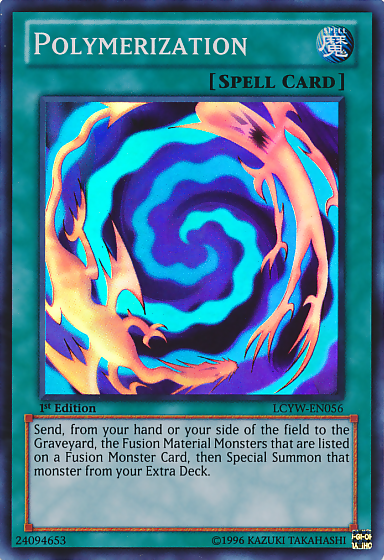 POLYMERIZATION
SPELL
魔
[SPELL CARD]
1st Edition
LCYW-EN056
Send, from your hand or your side of the field to the
Graveyard, the Fusion Material Monsters that are listed
on a Fusion Monster Card, then Special Summon that
monster from your Extra Deck.
24094653
©1996 KAZUKI TAKAHASHI